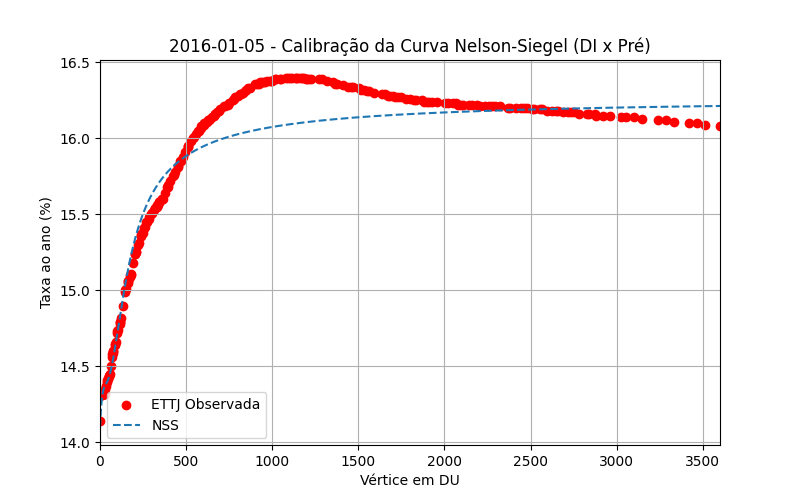 2016-01-05 - Calibração da Curva Nelson-Siegel (DI x Pré)
16.5
16.0
15.5
15.0
14.5
14.0
Taxa ao ano (%)
ETTJ Observada
NSS
0 500 1000 1500 2000 2500 3000 3500
Vértice em DU